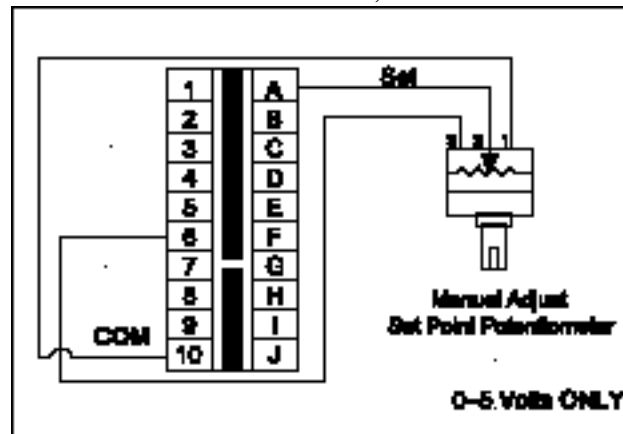 Set
1 A
2 B
3 C
4 D
5 E
6 F
7 G
8 H
9 I
10 J
COM
3 2 1
Manual Adjust
Set Point Potentiometer
0-5 Volts ONLY